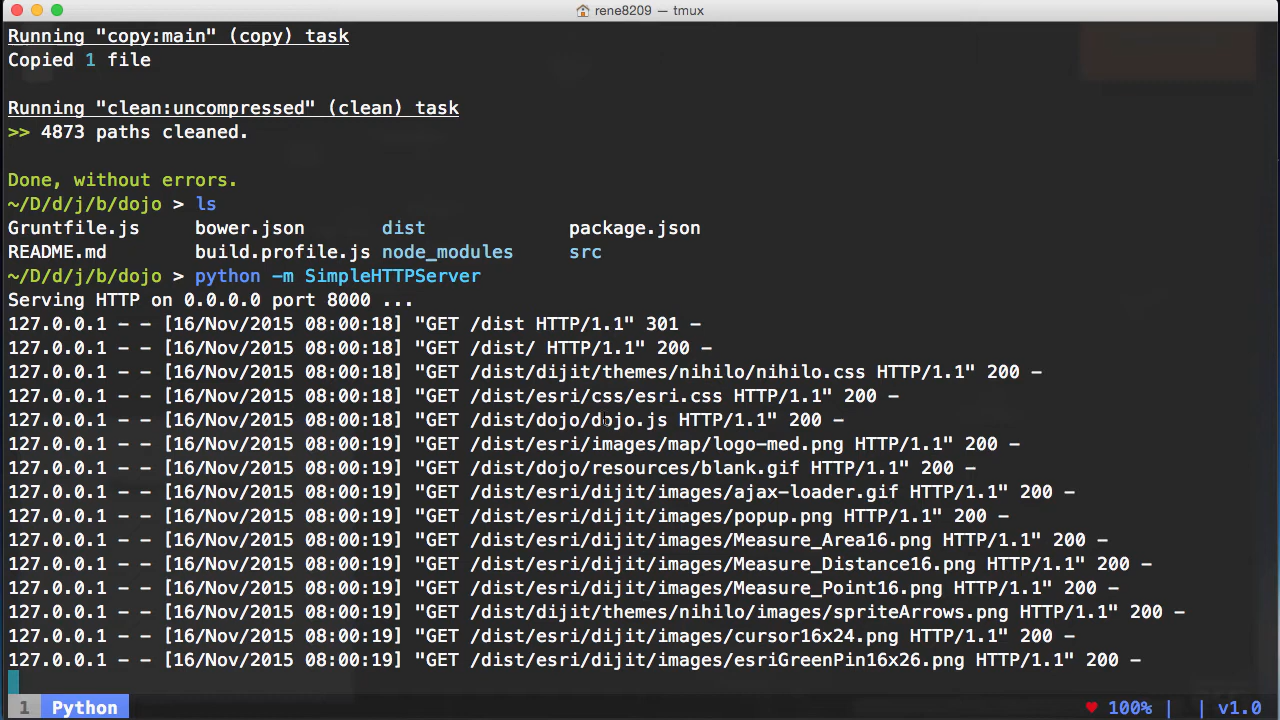 rene8209 — tmux
Running "copy:main" (copy) task
Copied 1 file
Running "clean:uncompressed" (clean) task
>> 4873 paths cleaned.
Done, without errors.
~/D/d/j/b/dojo > ls
Gruntfile.js bower.json dist package.json
README.md build.profile.js node_modules src
~/D/d/j/b/dojo > python -m SimpleHTTPServer
Serving HTTP on 0.0.0.0 port 8000 ...
127.0.0.1 - - [16/Nov/2015 08:00:18] "GET /dist HTTP/1.1" 301 -
127.0.0.1 - - [16/Nov/2015 08:00:18] "GET /dist/ HTTP/1.1" 200 -
127.0.0.1 - - [16/Nov/2015 08:00:18] "GET /dist/dijit/themes/nihilo/nihilo.css HTTP/1.1" 200 -
127.0.0.1 - - [16/Nov/2015 08:00:18] "GET /dist/esri/css/esri.css HTTP/1.1" 200 -
127.0.0.1 - - [16/Nov/2015 08:00:18] "GET /dist/dojo/dojo.js HTTP/1.1" 200 -
127.0.0.1 - - [16/Nov/2015 08:00:19] "GET /dist/esri/images/map/logo-med.png HTTP/1.1" 200 -
127.0.0.1 - - [16/Nov/2015 08:00:19] "GET /dist/dojo/resources/blank.gif HTTP/1.1" 200 -
127.0.0.1 - - [16/Nov/2015 08:00:19] "GET /dist/esri/dijit/images/ajax-loader.gif HTTP/1.1" 200 -
127.0.0.1 - - [16/Nov/2015 08:00:19] "GET /dist/esri/dijit/images/popup.png HTTP/1.1" 200 -
127.0.0.1 - - [16/Nov/2015 08:00:19] "GET /dist/esri/dijit/images/Measure_Area16.png HTTP/1.1" 200 -
127.0.0.1 - - [16/Nov/2015 08:00:19] "GET /dist/esri/dijit/images/Measure_Distance16.png HTTP/1.1" 200 -
127.0.0.1 - - [16/Nov/2015 08:00:19] "GET /dist/esri/dijit/images/Measure_Point16.png HTTP/1.1" 200 -
127.0.0.1 - - [16/Nov/2015 08:00:19] "GET /dist/dijit/themes/nihilo/images/spriteArrows.png HTTP/1.1" 200 -
127.0.0.1 - - [16/Nov/2015 08:00:19] "GET /dist/esri/dijit/images/cursor16x24.png HTTP/1.1" 200 -
127.0.0.1 - - [16/Nov/2015 08:00:19] "GET /dist/esri/dijit/images/esriGreenPin16x26.png HTTP/1.1" 200 -
1 Python ♥ 100% | | v1.0